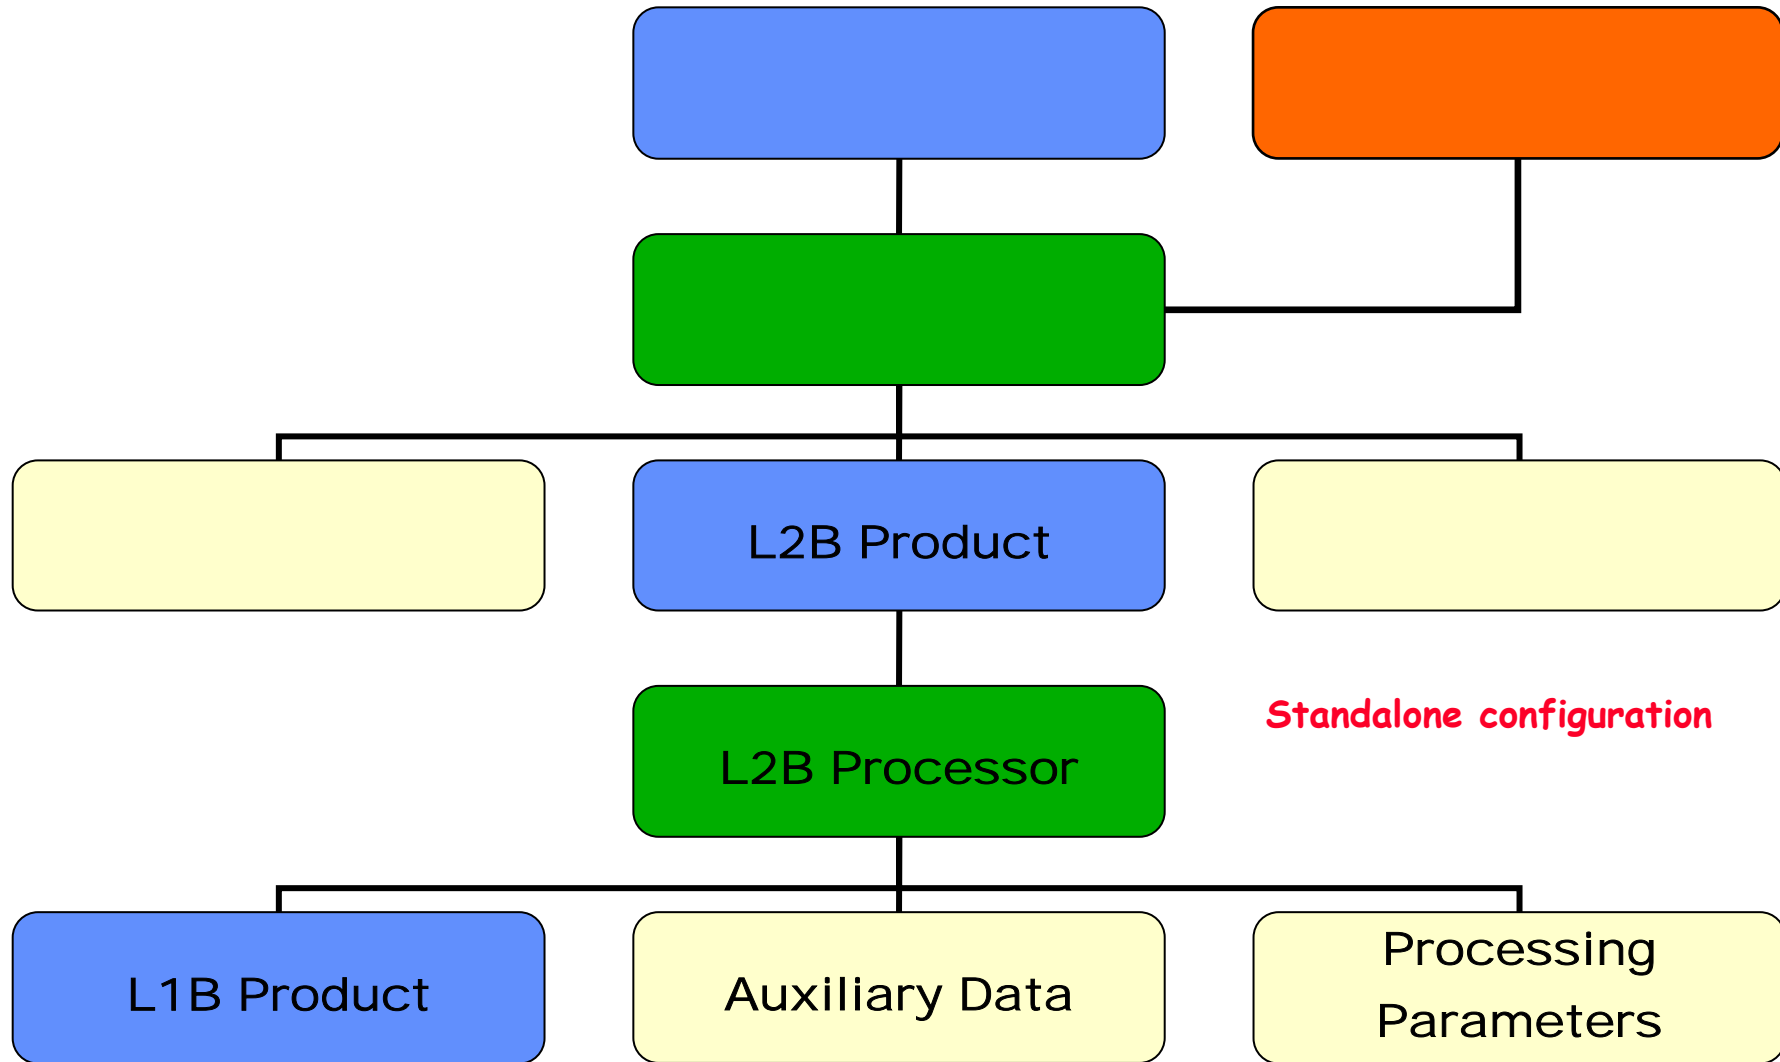 L2B Product
Standalone configuration
L2B Processor
L1B Product
Auxiliary Data
Processing
Parameters